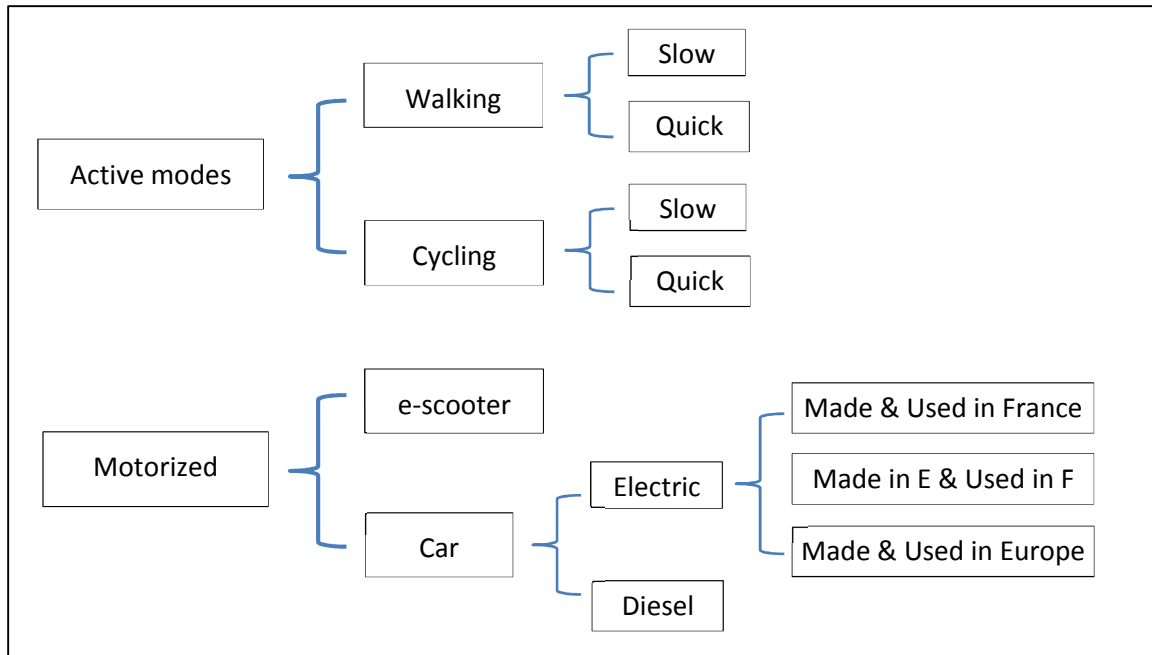 Active modes
Walking
Slow
Quick
Cycling
Slow
Quick
Motorized
e-scooter
Car
Electric
Made & Used in France
Made in E & Used in F
Made & Used in Europe
Diesel